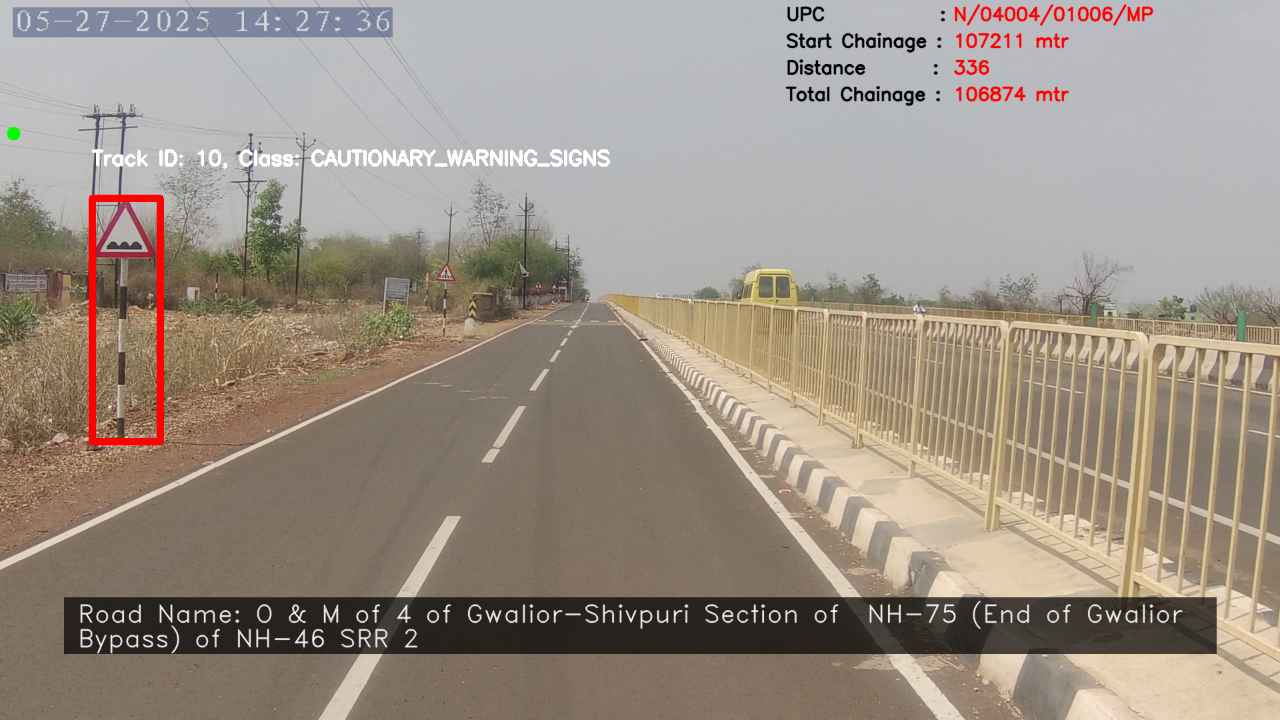 05-27-2025 14:27:36
UPC : N/04004/01006/MP
Start Chainage : 107211 mtr
Distance : 336
Total Chainage : 106874 mtr
Track ID: 10, Class: CAUTIONARY_WARNING_SIGNS
Road Name: O & M of 4 of Gwalior-Shivpuri Section of NH-75 (End of Gwalior
Bypass) of NH-46 SRR 2